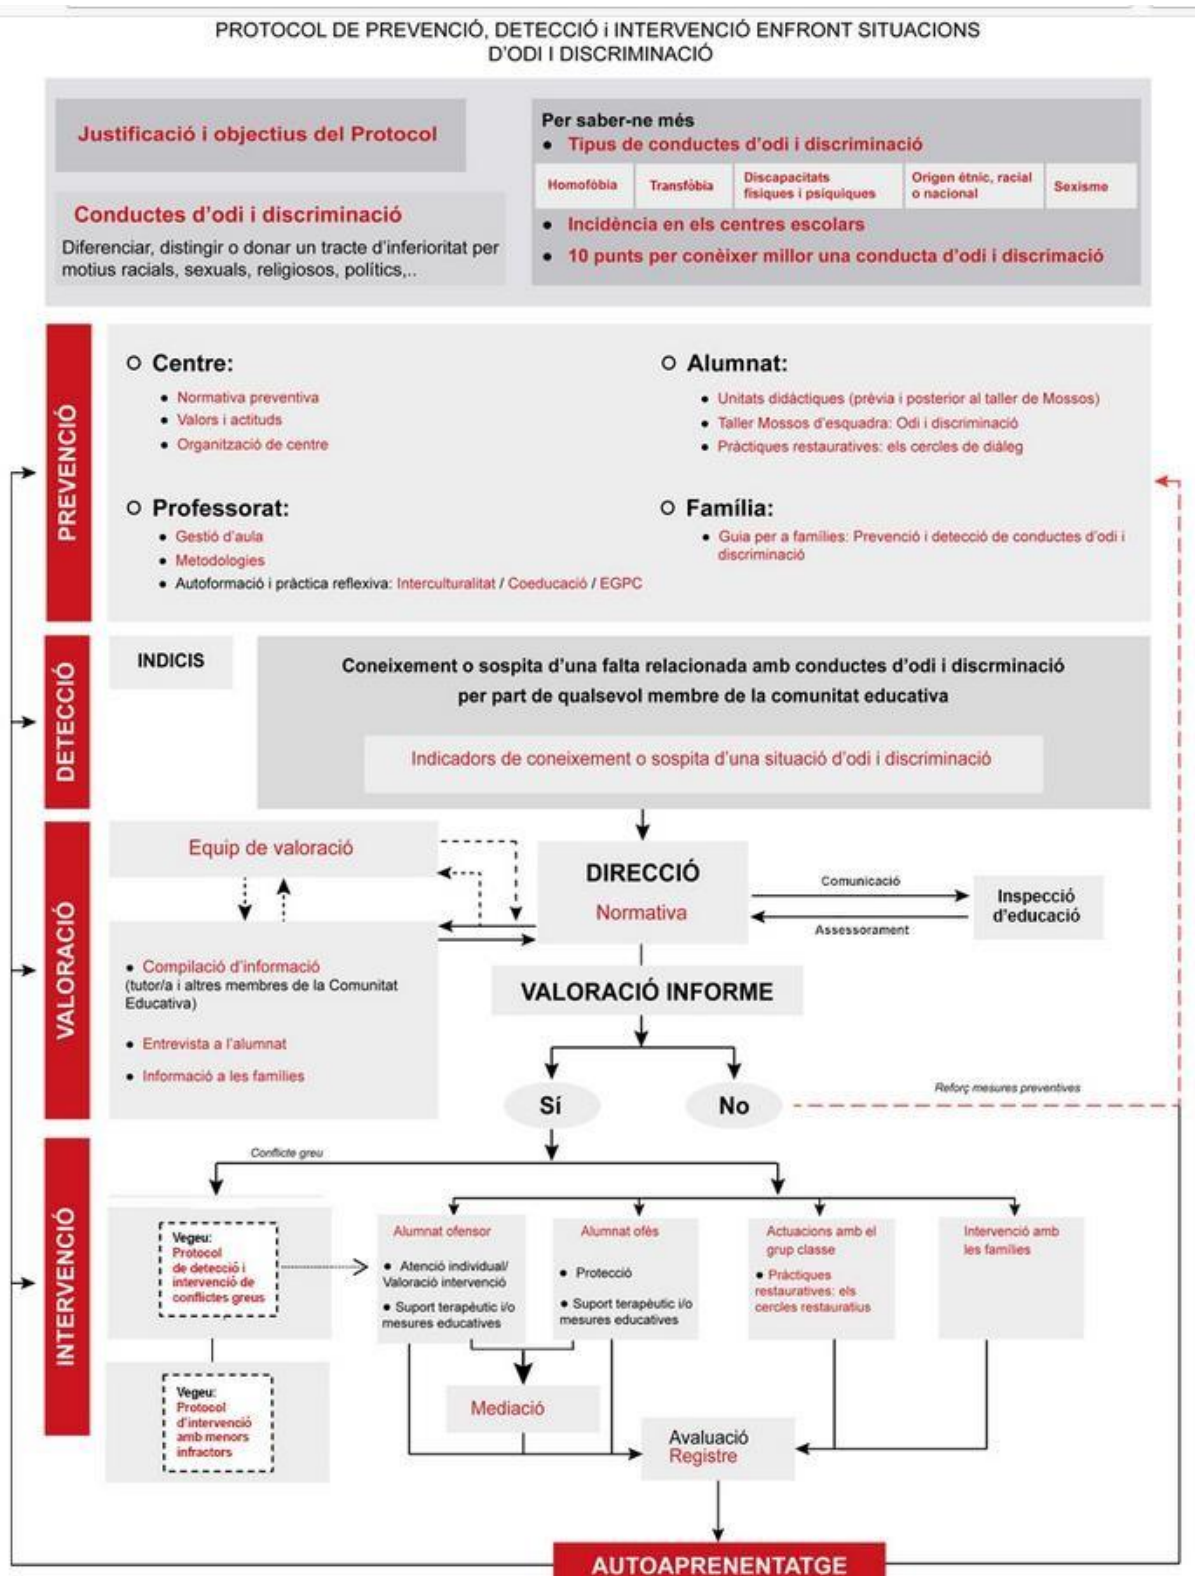 PROTOCOL DE PREVENCIÓ, DETECCIÓ i INTERVENCIÓ ENFRONT SITUACIONS
D'ODI I DISCRIMINACIÓ
Justificació i objectius del Protocol
Conductes d'odi i discriminació
Diferenciar, distingir o donar un tracte d'inferioritat per
motius racials, sexuals, religiosos, polítics,..
Per saber-ne més
● Tipus de conductes d'odi i discriminació
Homofòbia
Transfòbia
Discapacitats
físiques i psíquiques
Origen ètnic, racial
o nacional
Sexisme
● Incidència en els centres escolars
● 10 punts per conèixer millor una conducta d'odi i discrimació
PREVENCIÓ
Centre:
● Normativa preventiva
● Valors i actituds
● Organització de centre
Alumnat:
● Unitats didàctiques (prèvia i posterior al taller de Mossos)
● Taller Mossos d'esquadra: Odi i discriminació
● Pràctiques restauratives: els cercles de diàleg
Professorat:
● Gestió d'aula
● Metodologies
● Autoformació i pràctica reflexiva: Interculturalitat / Coeducació / EGPC
Família:
● Guia per a famílies: Prevenció i detecció de conductes d'odi i
discriminació
DETECCIÓ
INDICIS
Coneixement o sospita d'una falta relacionada amb conductes d'odi i discrminació
per part de qualsevol membre de la comunitat educativa
Indicadors de coneixement o sospita d'una situació d'odi i discriminació
VALORACIÓ
Equip de valoració
● Compilació d'informació
(tutor/a i altres membres de la Comunitat
Educativa)
● Entrevista a l'alumnat
● Informació a les famílies
DIRECCIÓ
Normativa
Comunicació
Assessorament
Inspecció
d'educació
VALORACIÓ INFORME
Sí
No
Reforç mesures preventives
INTERVENCIÓ
Conflicte greu
Vegeu:
Protocol
de detecció i
intervenció de
conflictes greus
Vegeu:
Protocol
d'intervenció
amb menors
infractors
Alumnat ofensor
● Atenció individual/
Valoració intervenció
● Suport terapèutic i/o
mesures educatives
Alumnat ofès
● Protecció
● Suport terapèutic i/o
mesures educatives
Actuacions amb el
grup classe
● Pràctiques
restauratives: els
cercles restauratius
Intervenció amb
les famílies
Mediació
Avaluació
Registre
AUTOAPRENENTATGE